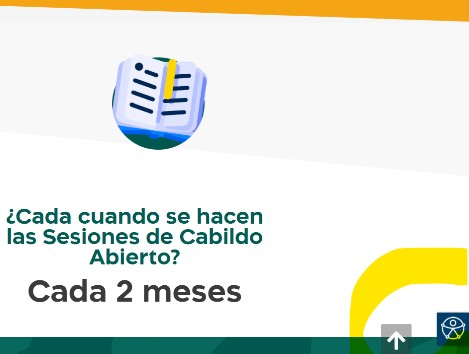 ¿Cada cuando se hacen
las Sesiones de Cabildo
Abierto?
Cada 2 meses